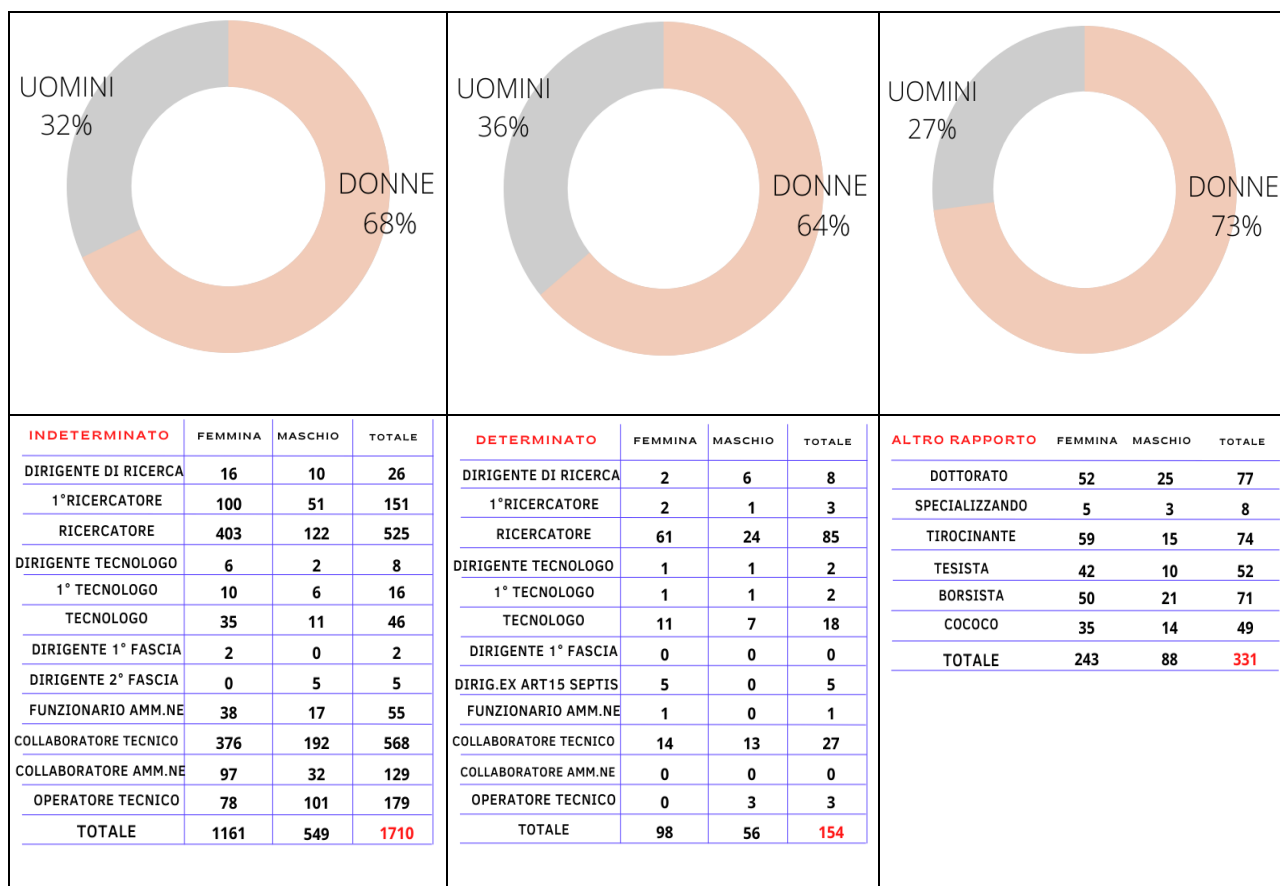 UOMINI
32%
DONNE
68%
UOMINI
36%
DONNE
64%
UOMINI
27%
DONNE
73%
INDETERMINATO FEMMINA MASCHIO TOTALE
DIRIGENTE DI RICERCA 16 10 26
1°RICERCATORE 100 51 151
RICERCATORE 403 122 525
DIRIGENTE TECNOLOGO 6 2 8
1° TECNOLOGO 10 6 16
TECNOLOGO 35 11 46
DIRIGENTE 1° FASCIA 2 0 2
DIRIGENTE 2° FASCIA 0 5 5
FUNZIONARIO AMM.NE 38 17 55
COLLABORATORE TECNICO 376 192 568
COLLABORATORE AMM.NE 97 32 129
OPERATORE TECNICO 78 101 179
TOTALE 1161 549 1710
DETERMINATO FEMMINA MASCHIO TOTALE
DIRIGENTE DI RICERCA 2 6 8
1°RICERCATORE 2 1 3
RICERCATORE 61 24 85
DIRIGENTE TECNOLOGO 1 1 2
1° TECNOLOGO 1 1 2
TECNOLOGO 11 7 18
DIRIGENTE 1° FASCIA 0 0 0
DIRIG.EX ART15 SEPTIS 5 0 5
FUNZIONARIO AMM.NE 1 0 1
COLLABORATORE TECNICO 14 13 27
COLLABORATORE AMM.NE 0 0 0
OPERATORE TECNICO 0 3 3
TOTALE 98 56 154
ALTRO RAPPORTO FEMMINA MASCHIO TOTALE
DOTTORATO 52 25 77
SPECIALIZZANDO 5 3 8
TIROCINANTE 59 15 74
TESISTA 42 10 52
BORSISTA 50 21 71
COCOCO 35 14 49
TOTALE 243 88 331